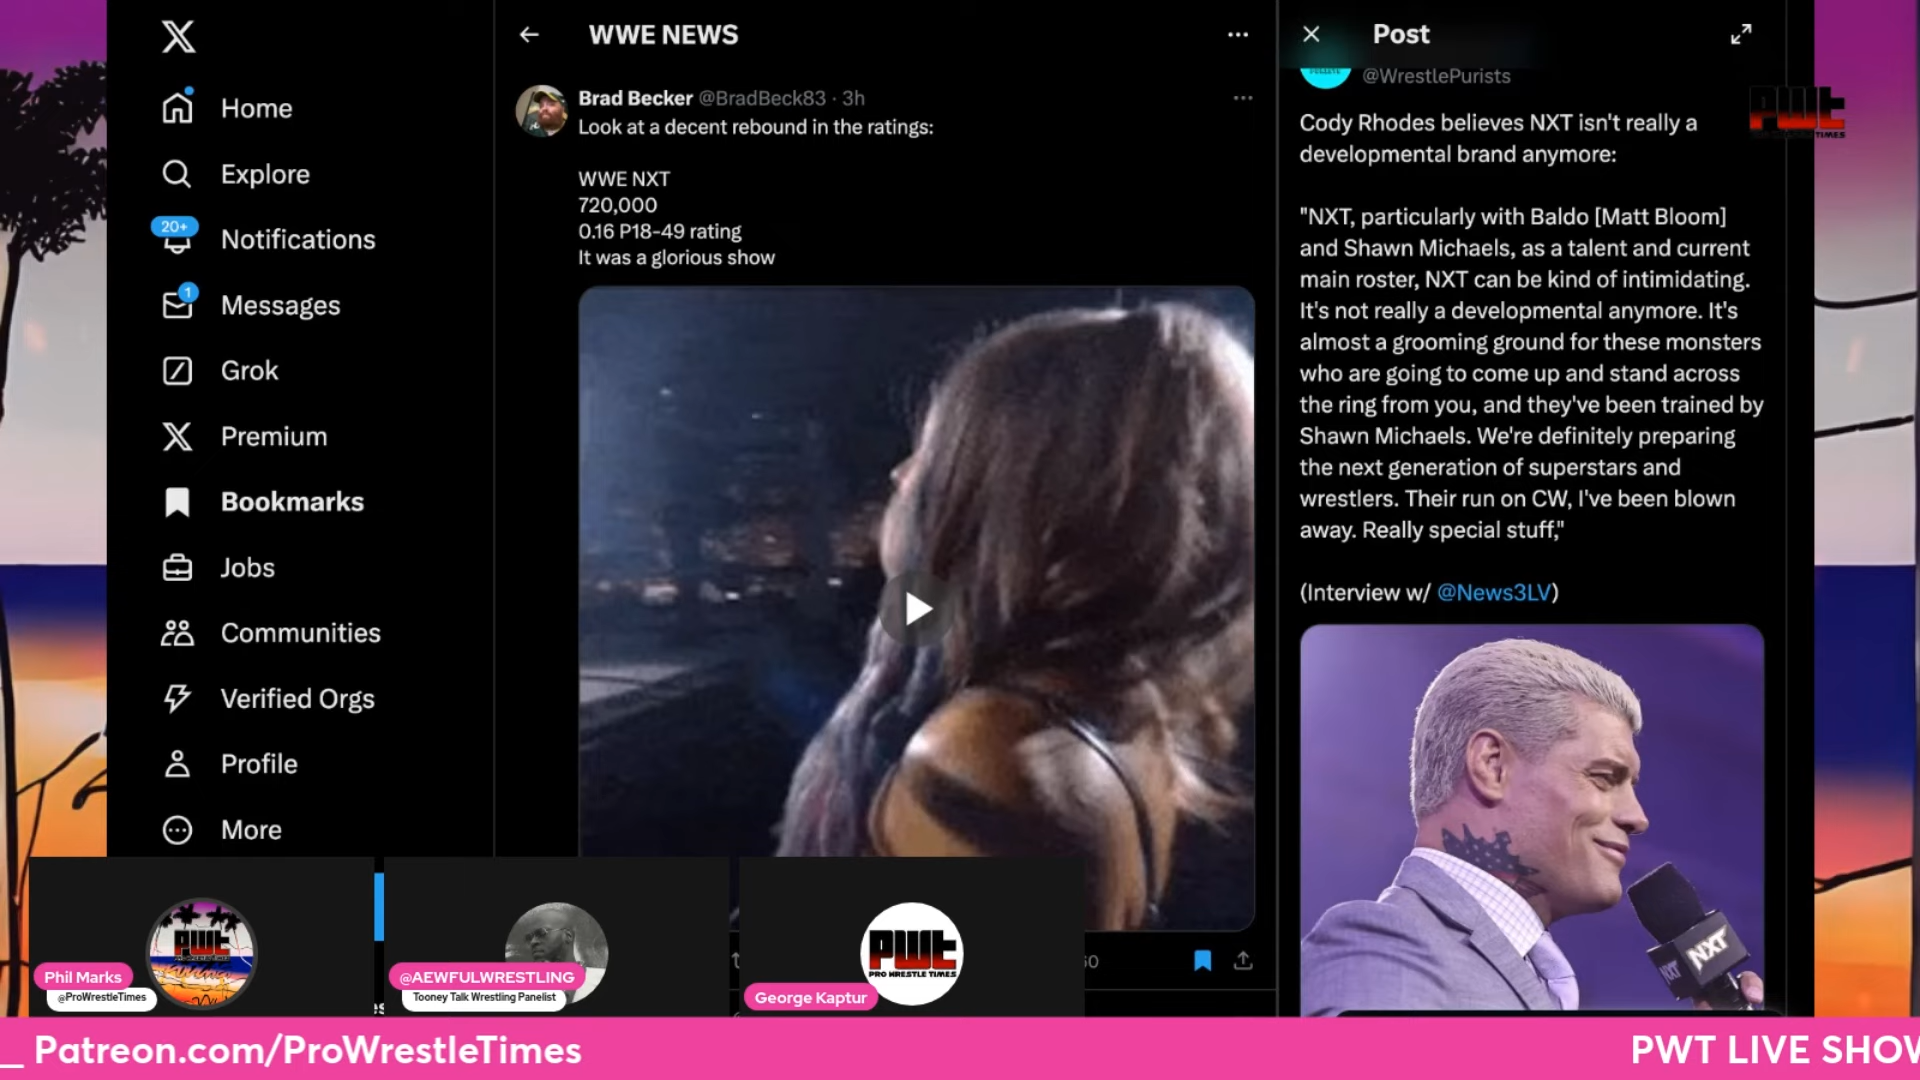 Home
Explore
20+
Notifications
1
Messages
Grok
Premium
Bookmarks
Jobs
Communities
Verified Orgs
Profile
More
WWE NEWS
Brad Becker @BradBeck83 · 3h
Look at a decent rebound in the ratings:
WWE NXT
720,000
0.16 P18-49 rating
It was a glorious show
Post
@WrestlePurists
Cody Rhodes believes NXT isn't really a
developmental brand anymore:
"NXT, particularly with Baldo [Matt Bloom]
and Shawn Michaels, as a talent and current
main roster, NXT can be kind of intimidating.
It's not really a developmental anymore. It's
almost a grooming ground for these monsters
who are going to come up and stand across
the ring from you, and they've been trained by
Shawn Michaels. We're definitely preparing
the next generation of superstars and
wrestlers. Their run on CW, I've been blown
away. Really special stuff,"
(Interview w/ @News3LV)
NXT
NXT
PWt
TIMES
PWt
Phil Marks
@ProWrestleTimes
@AEWFULWRESTLING
Tooney Talk Wrestling Panelist
PWt
PRO WRESTLE TIMES
George Kaptur
Patreon.com/ProWrestleTimes
PWT LIVE SHOW